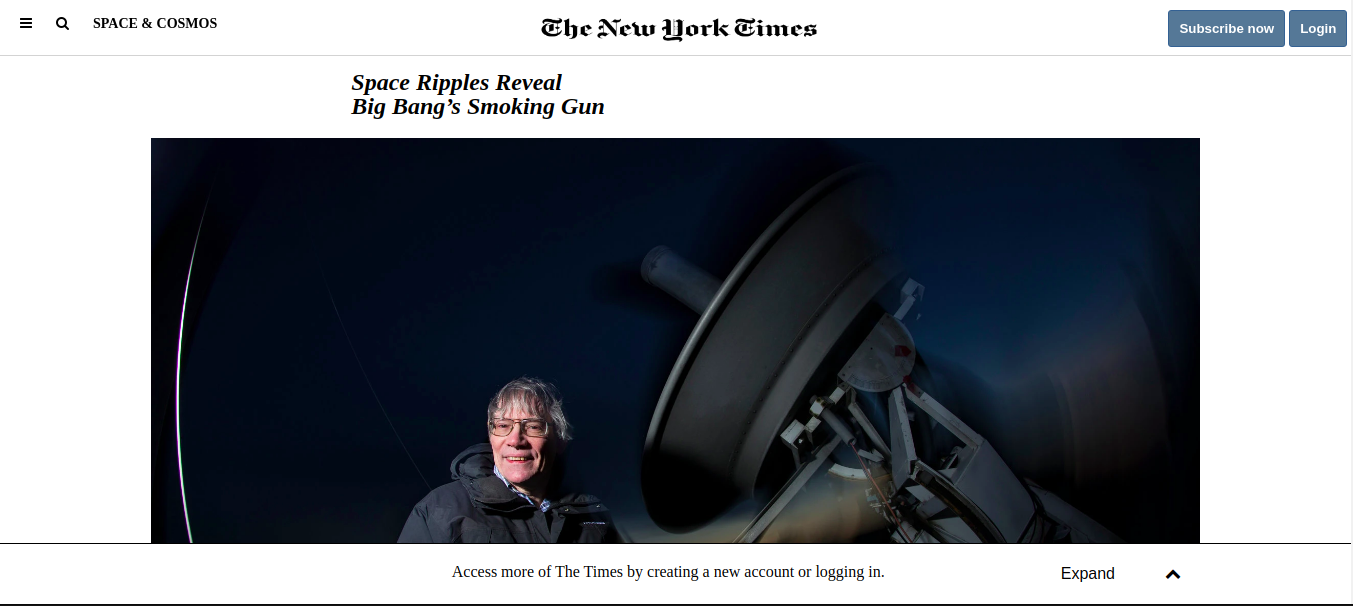 SPACE & COSMOS
The New York Times
Subscribe now
Login
Space Ripples Reveal
Big Bang’s Smoking Gun
Access more of The Times by creating a new account or logging in.
Expand